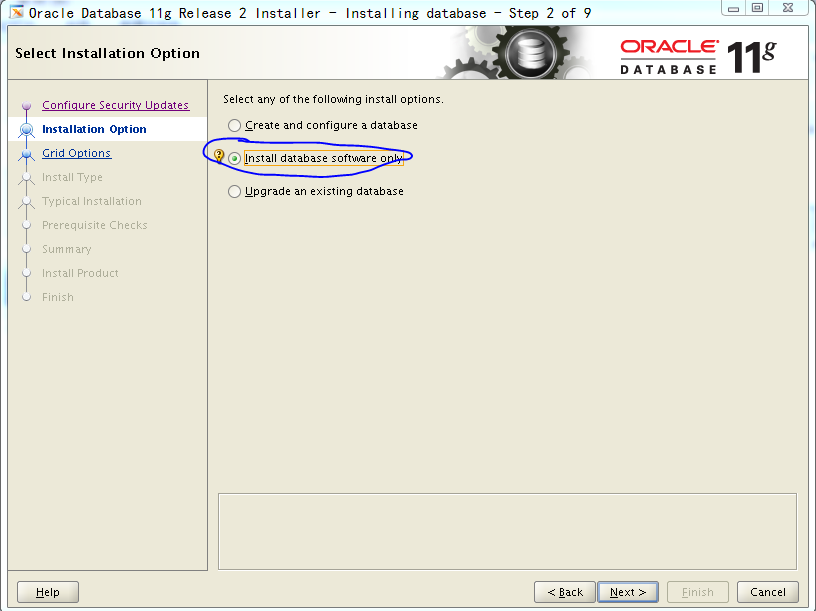 Oracle Database 11g Release 2 Installer - Installing database - Step 2 of 9
Select Installation Option
ORACLE
DATABASE
11g
Configure Security Updates
Installation Option
Grid Options
Install Type
Typical Installation
Prerequisite Checks
Summary
Install Product
Finish
Select any of the following install options.
Create and configure a database
Install database software only
Upgrade an existing database
Help
< Back
Next >
Finish
Cancel